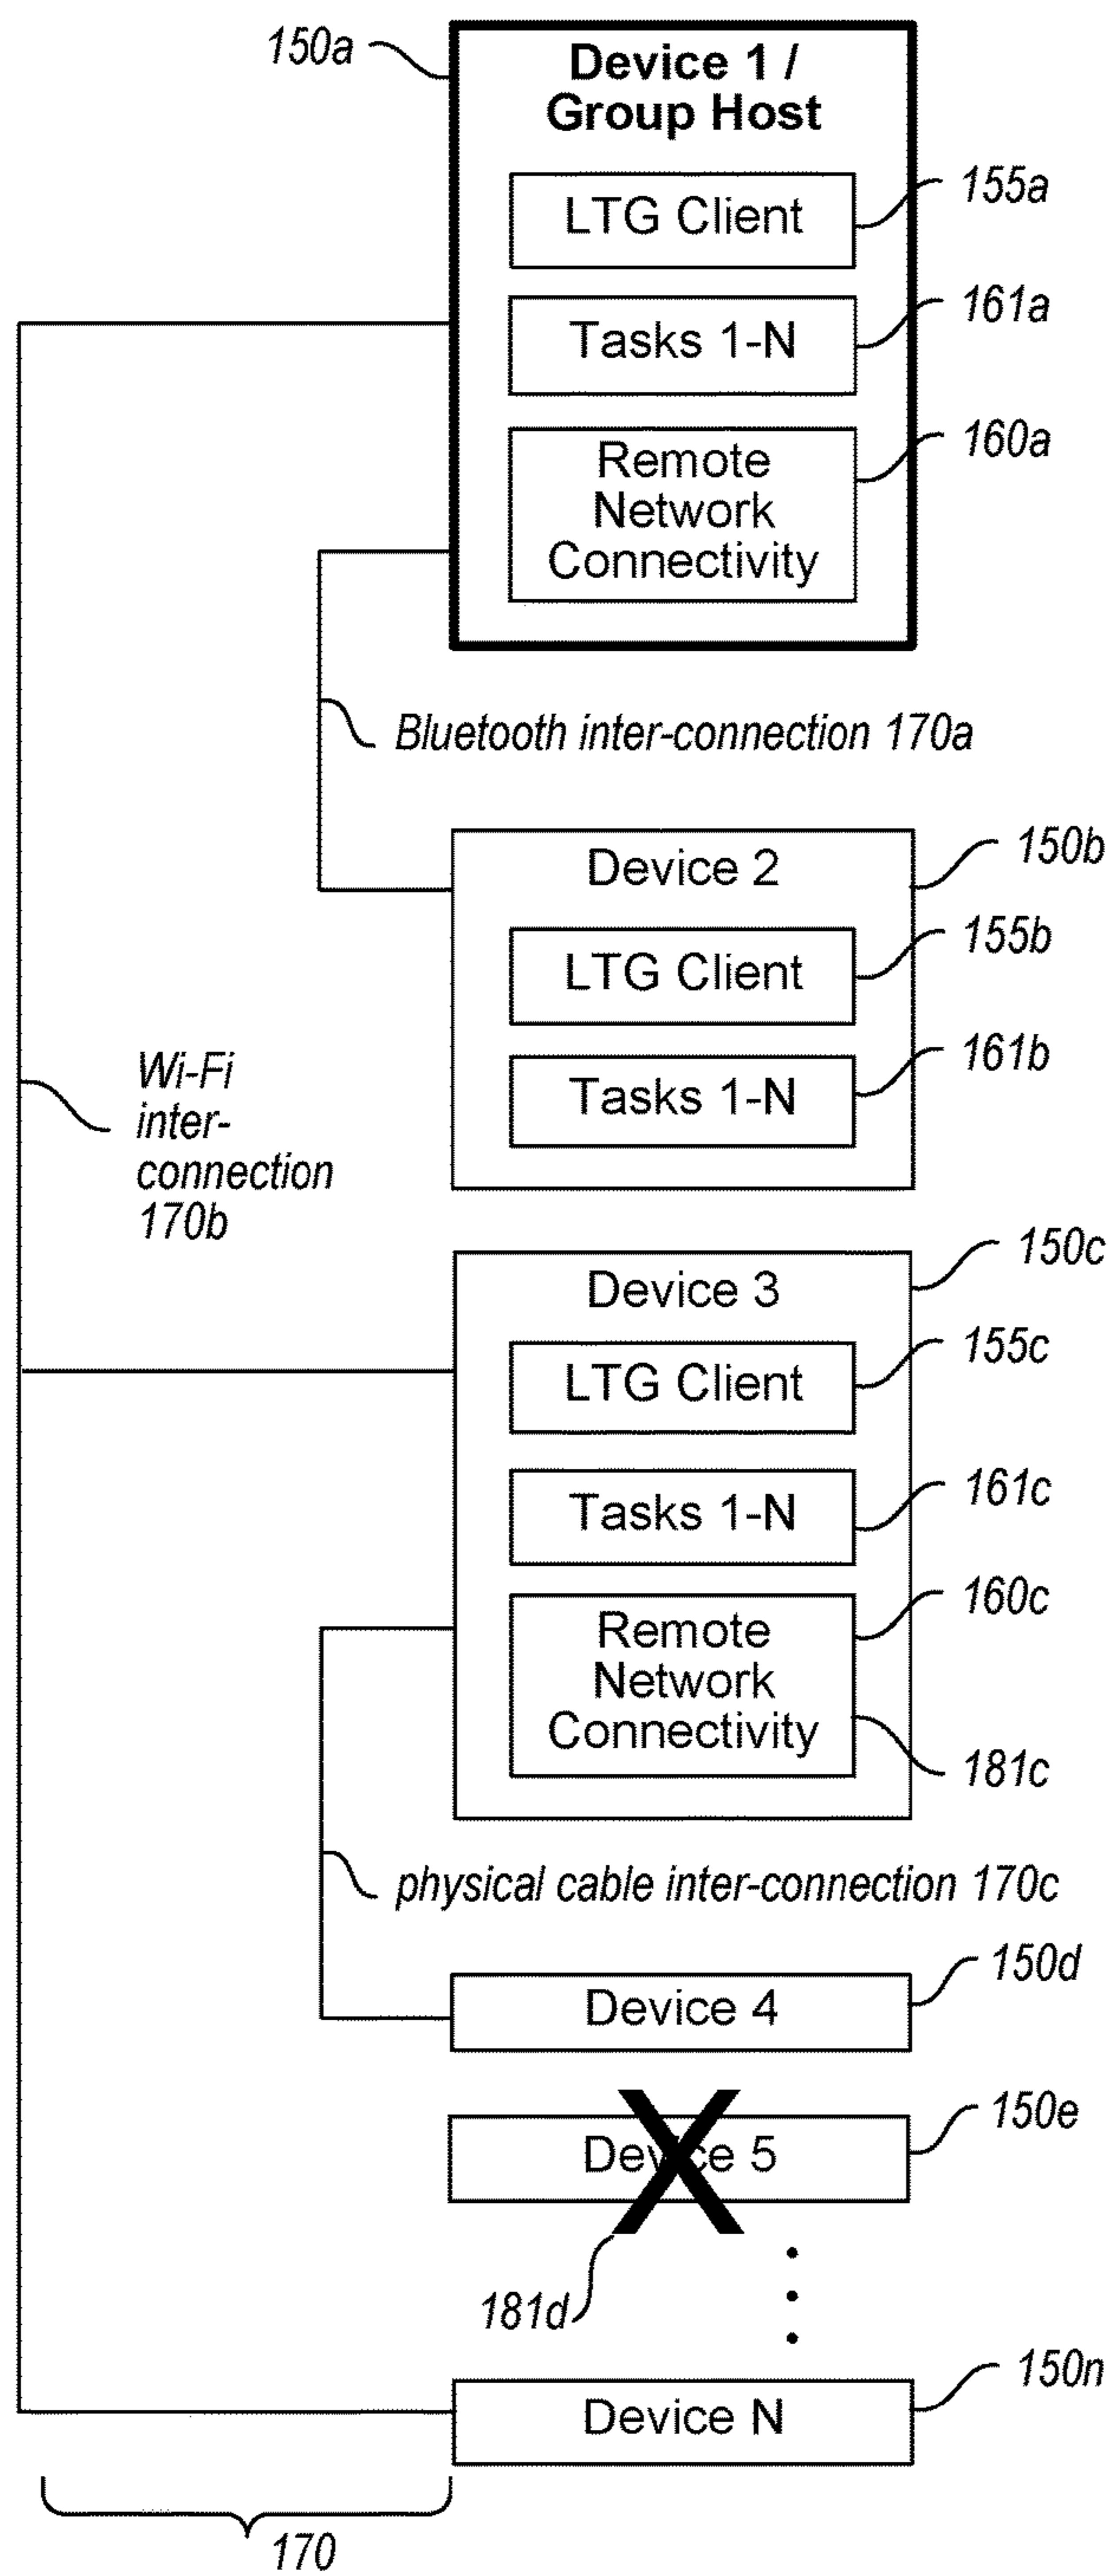 150a
Device 1 /
Group Host
LTG Client
155a
Tasks 1-N
161a
Remote
Network
Connectivity
160a
Bluetooth inter-connection 170a
Device 2
150b
LTG Client
155b
Tasks 1-N
161b
Wi-Fi
inter-
connection
170b
Device 3
150c
LTG Client
155c
Tasks 1-N
161c
Remote
Network
Connectivity
160c
181c
physical cable inter-connection 170c
Device 4
150d
Device 5
150e
X
181d
Device N
150n
170